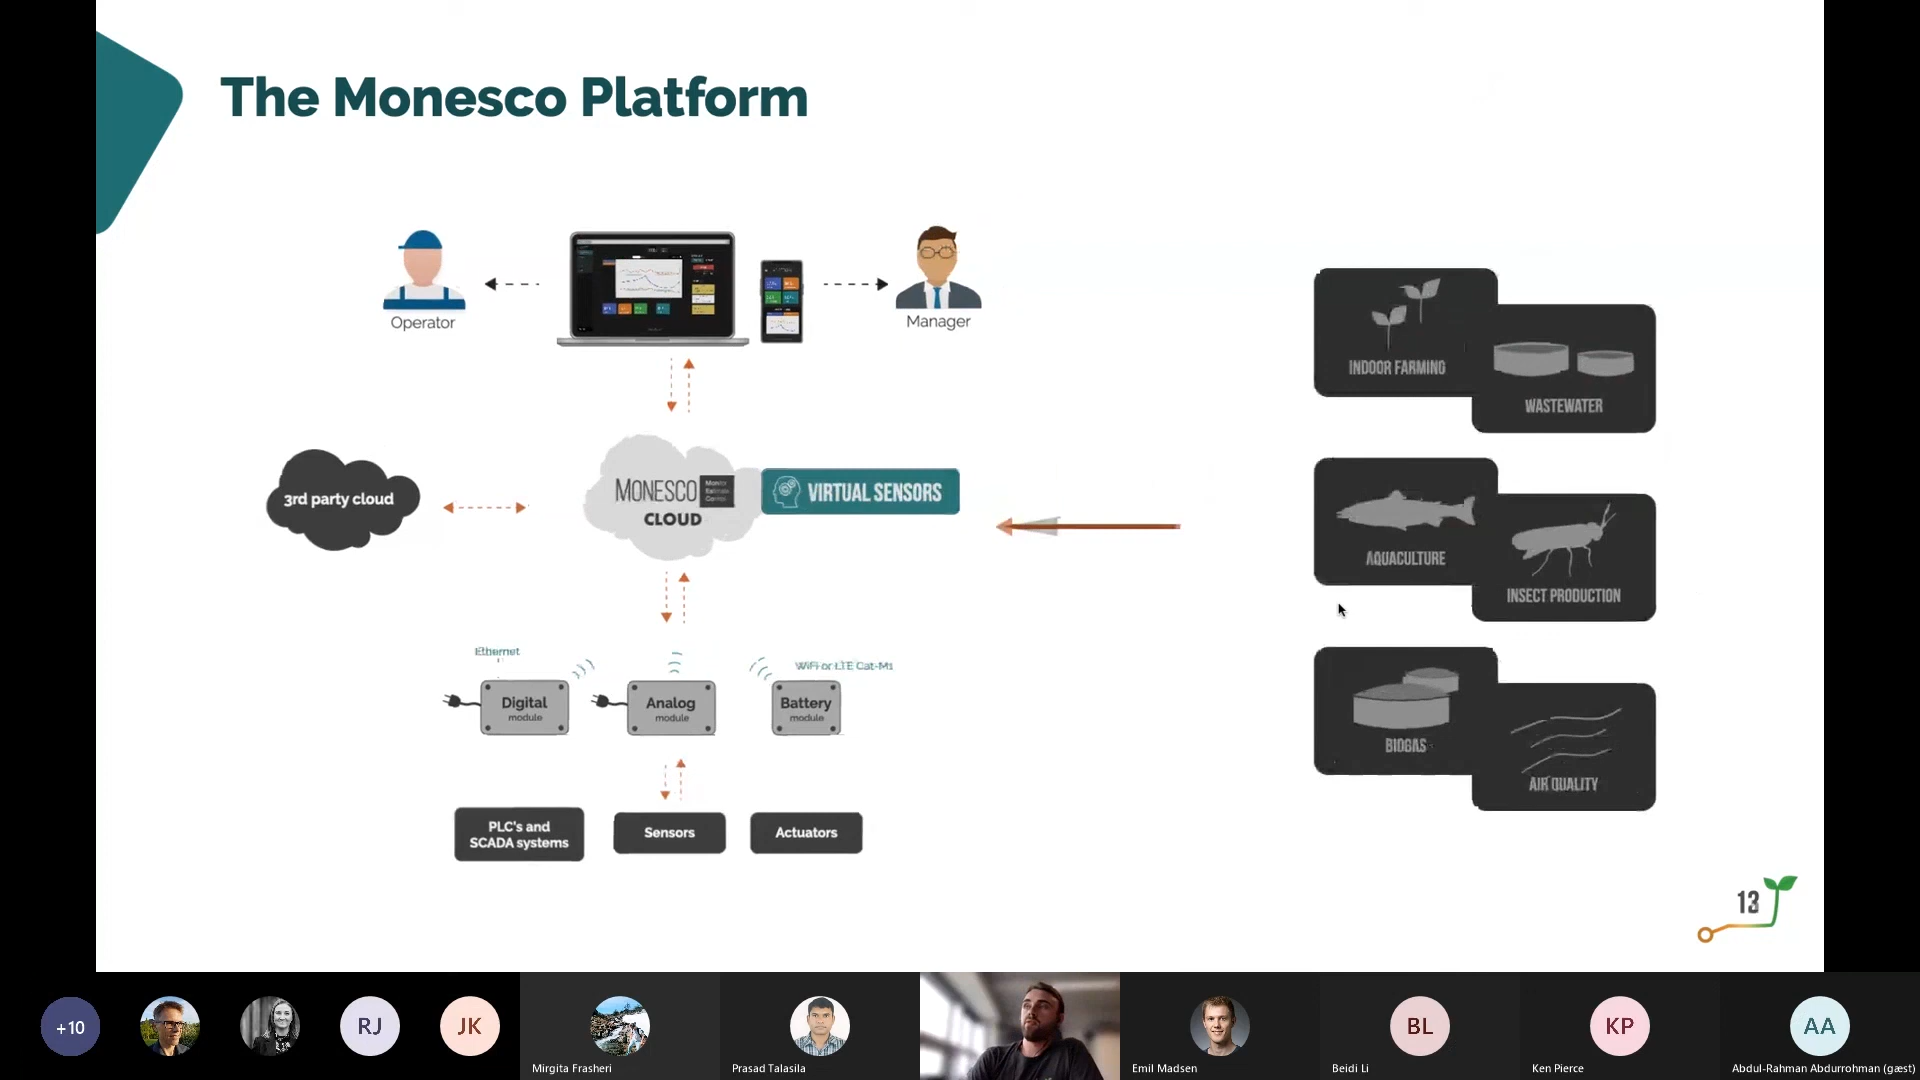 The Monesco Platform
Operator
Manager
INDOOR FARMING
WASTEWATER
3rd party cloud
MONESCO
Monitor
Estimate
Control
CLOUD
VIRTUAL SENSORS
AQUACULTURE
INSECT PRODUCTION
Ethernet
WiFi or LTE Cat-M1
Digital
module
Analog
module
Battery
module
BIOGAS
AIR QUALITY
PLC's and
SCADA systems
Sensors
Actuators
13
+10
RJ
JK
BL
KP
AA
Mirgita Frasheri
Prasad Talasila
Emil Madsen
Beidi Li
Ken Pierce
Abdul-Rahman Abdurrohman (gæst)